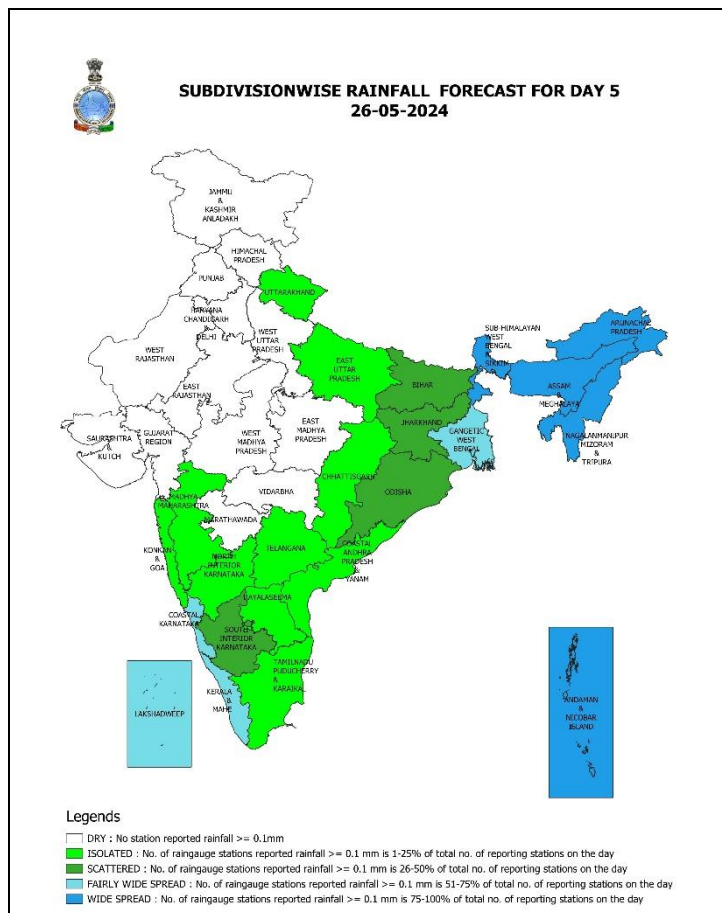 SUBDIVISIONWISE RAINFALL FORECAST FOR DAY 5
26-05-2024
JAMMU
&
KASHMIR
ANLADAKH
HIMACHAL
PRADESH
PUNJAB
UTTARAKHAND
HARYANA
CHANDIGARH
&
DELHI
WEST
UTTAR
PRADESH
WEST
RAJASTHAN
EAST
RAJASTHAN
EAST
UTTAR
PRADESH
SUB-HIMALAYAN
WEST
BENGAL
&
SIKKIM
ARUNACHAL
PRADESH
BIHAR
ASSAM
&
MEGHALAYA
NAGALANMANIPUR
MIZORAM
&
TRIPURA
JHARKHAND
GANGETIC
WEST
BENGAL
SAURASHTRA
&
KUTCH
GUJARAT
REGION
WEST
MADHYA
PRADESH
EAST
MADHYA
PRADESH
CHHATTISGARH
ODISHA
VIDARBHA
MADHYA
MAHARASHTRA
MARATHAWADA
KONKAN
&
GOA
NORTH
INTERIOR
KARNATAKA
TELANGANA
COASTAL
ANDHRA
PRADESH
&
YANAM
RAYALASEEMA
COASTAL
KARNATAKA
SOUTH
INTERIOR
KARNATAKA
TAMILNADU
PUDUCHERRY
&
KARAIKAL
KERALA
&
MAHE
LAKSHADWEEP
ANDAMAN
&
NICOBAR
ISLAND
Legends
DRY : No station reported rainfall >= 0.1mm
ISOLATED : No. of raingauge stations reported rainfall >= 0.1 mm is 1-25% of total no. of reporting stations on the day
SCATTERED : No. of raingauge stations reported rainfall >= 0.1 mm is 26-50% of total no. of reporting stations on the day
FAIRLY WIDE SPREAD : No. of raingauge stations reported rainfall >= 0.1 mm is 51-75% of total no. of reporting stations on the day
WIDE SPREAD : No. of raingauge stations reported rainfall >= 0.1 mm is 75-100% of total no. of reporting stations on the day